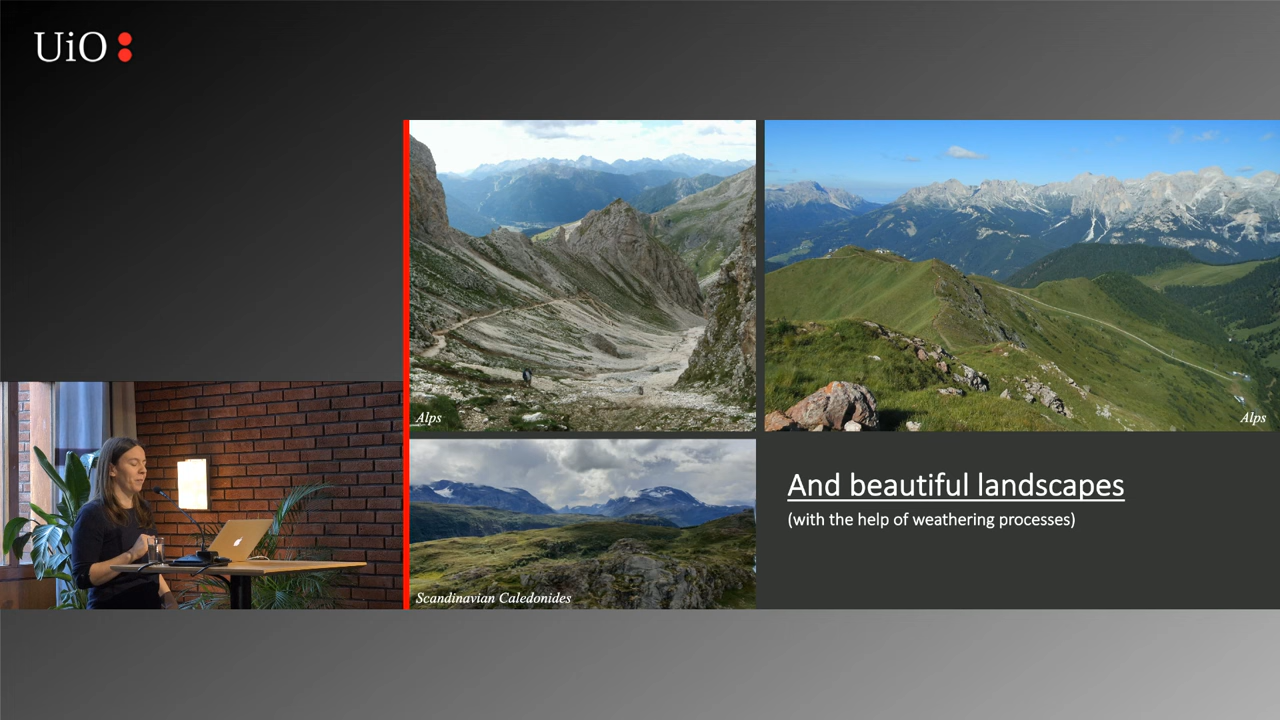 UiO
Alps
Alps
Scandinavian Caledonides
And beautiful landscapes
(with the help of weathering processes)